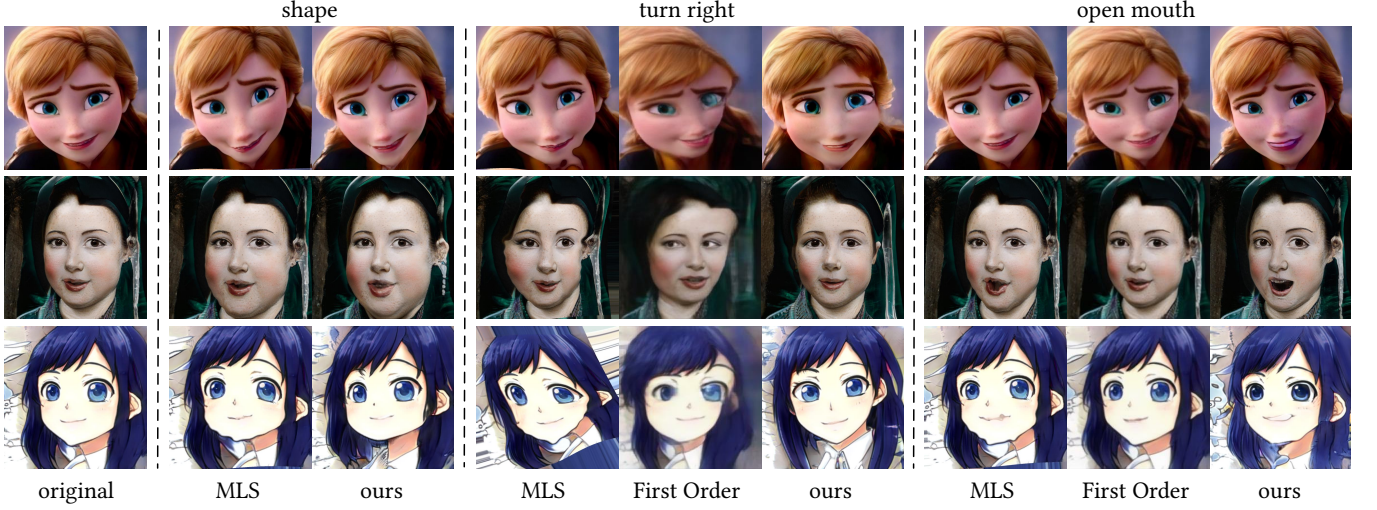 shape turn right open mouth
original MLS ours MLS First Order ours MLS First Order ours